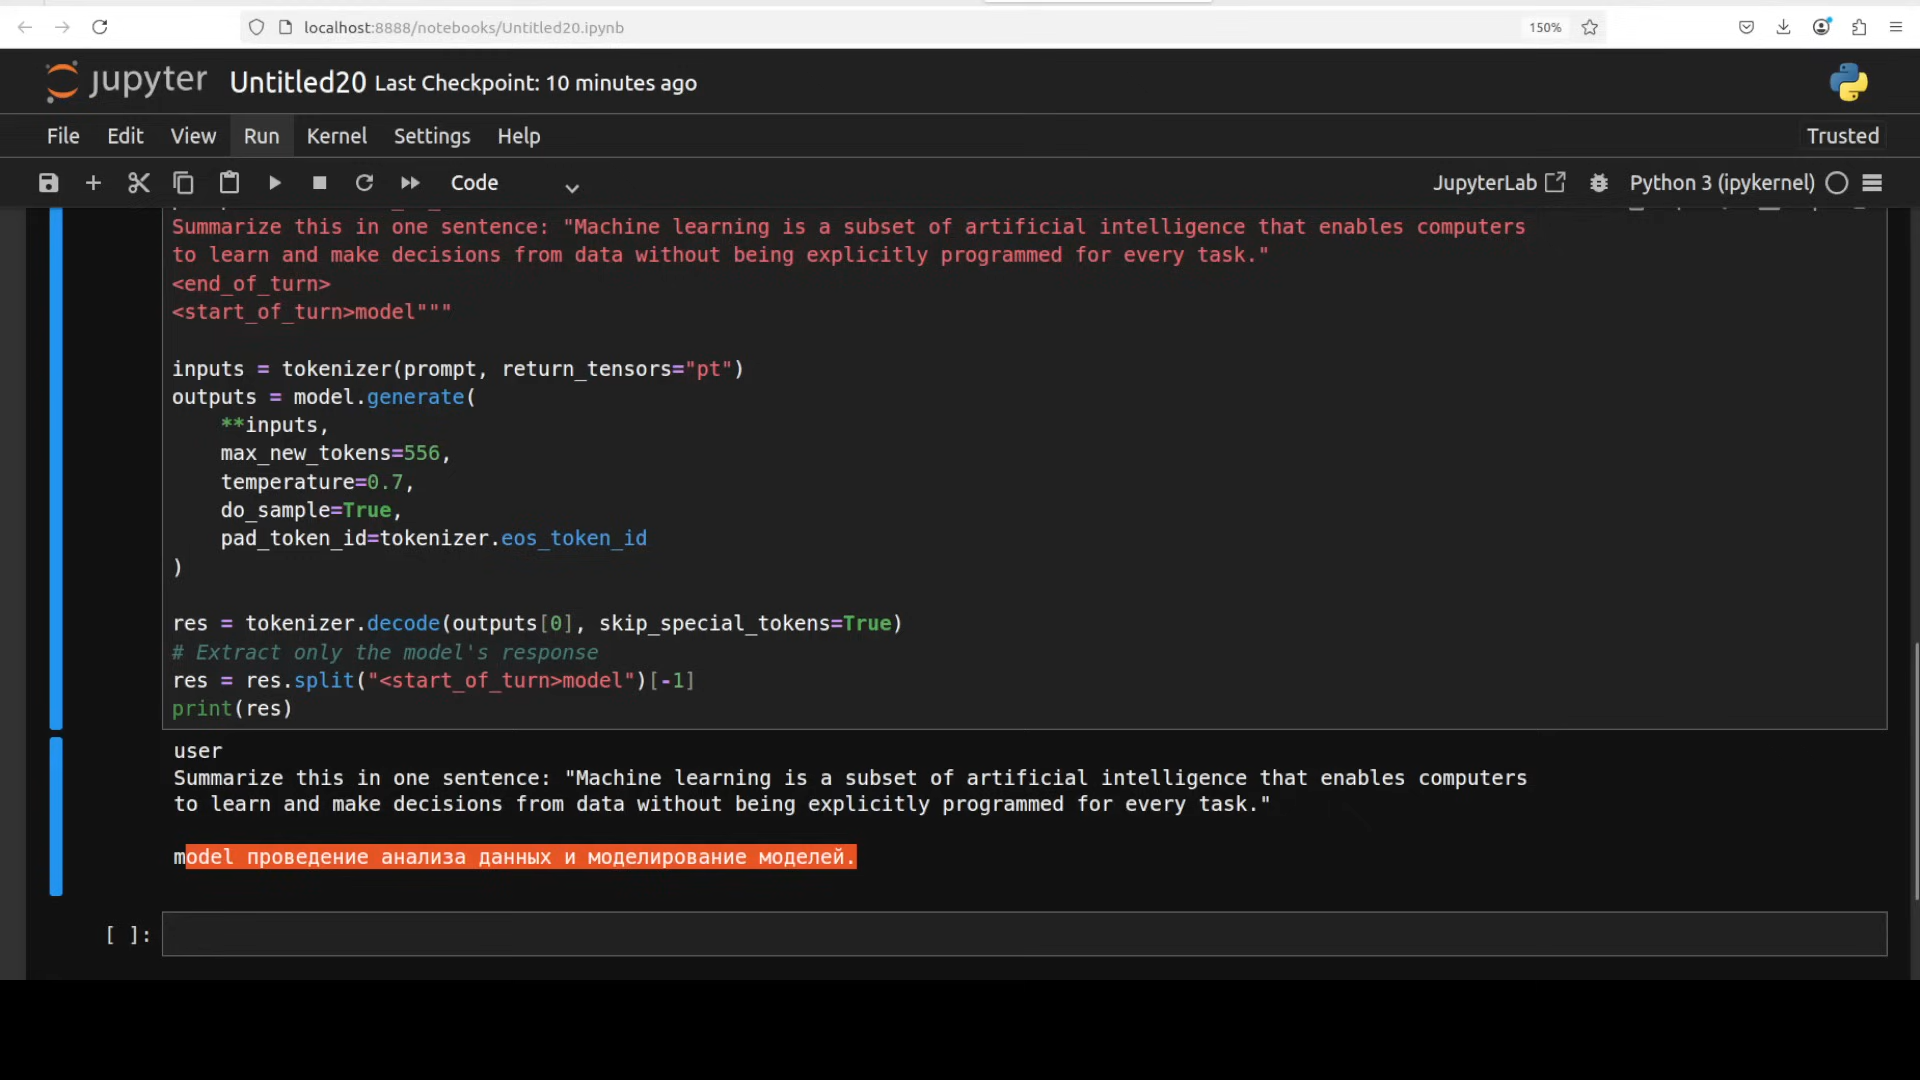 localhost:8888/notebooks/Untitled20.ipynb
150%
jupyter Untitled20 Last Checkpoint: 10 minutes ago
File Edit View Run Kernel Settings Help
Trusted
Code
JupyterLab
Python 3 (ipykernel)
Summarize this in one sentence: "Machine learning is a subset of artificial intelligence that enables computers
to learn and make decisions from data without being explicitly programmed for every task."
<end_of_turn>
<start_of_turn>model"""
inputs = tokenizer(prompt, return_tensors="pt")
outputs = model.generate(
    **inputs,
    max_new_tokens=556,
    temperature=0.7,
    do_sample=True,
    pad_token_id=tokenizer.eos_token_id
)
res = tokenizer.decode(outputs[0], skip_special_tokens=True)
# Extract only the model's response
res = res.split("<start_of_turn>model")[-1]
print(res)
user
Summarize this in one sentence: "Machine learning is a subset of artificial intelligence that enables computers
to learn and make decisions from data without being explicitly programmed for every task."
model проведение анализа данных и моделирование моделей.
[ ]: